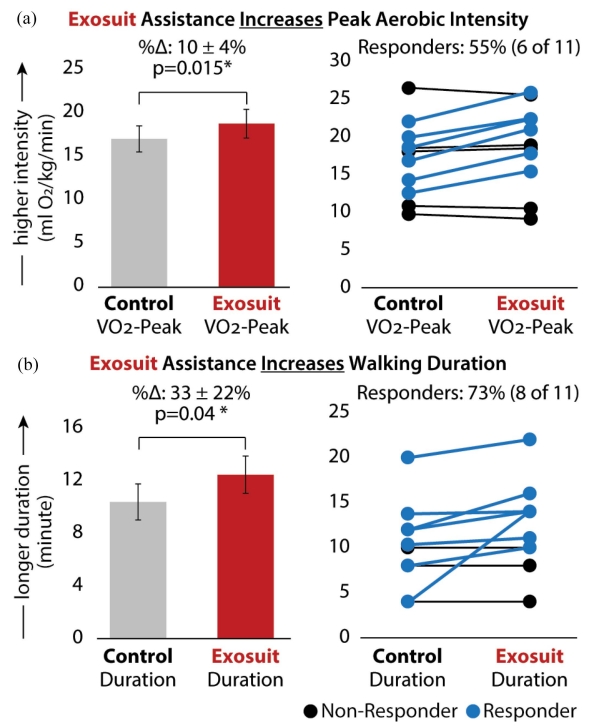 (a) Exosuit Assistance Increases Peak Aerobic Intensity
%Δ: 10 ± 4%
p=0.015*
higher intensity
(ml O₂/kg/min)
25
20
15
10
5
0
Control
VO2-Peak
Exosuit
VO2-Peak
Responders: 55% (6 of 11)
30
25
20
15
10
5
0
Control
VO2-Peak
Exosuit
VO2-Peak
(b) Exosuit Assistance Increases Walking Duration
%Δ: 33 ± 22%
p=0.04 *
longer duration
(minute)
16
12
8
4
0
Control
Duration
Exosuit
Duration
Responders: 73% (8 of 11)
25
20
15
10
5
0
Control
Duration
Exosuit
Duration
Non-Responder Responder